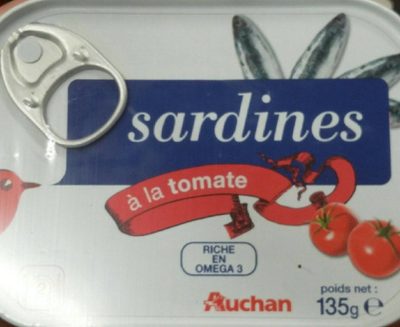 sardines
à la tomate
RICHE
EN
OMEGA 3
Auchan
poids net :
135g ℮